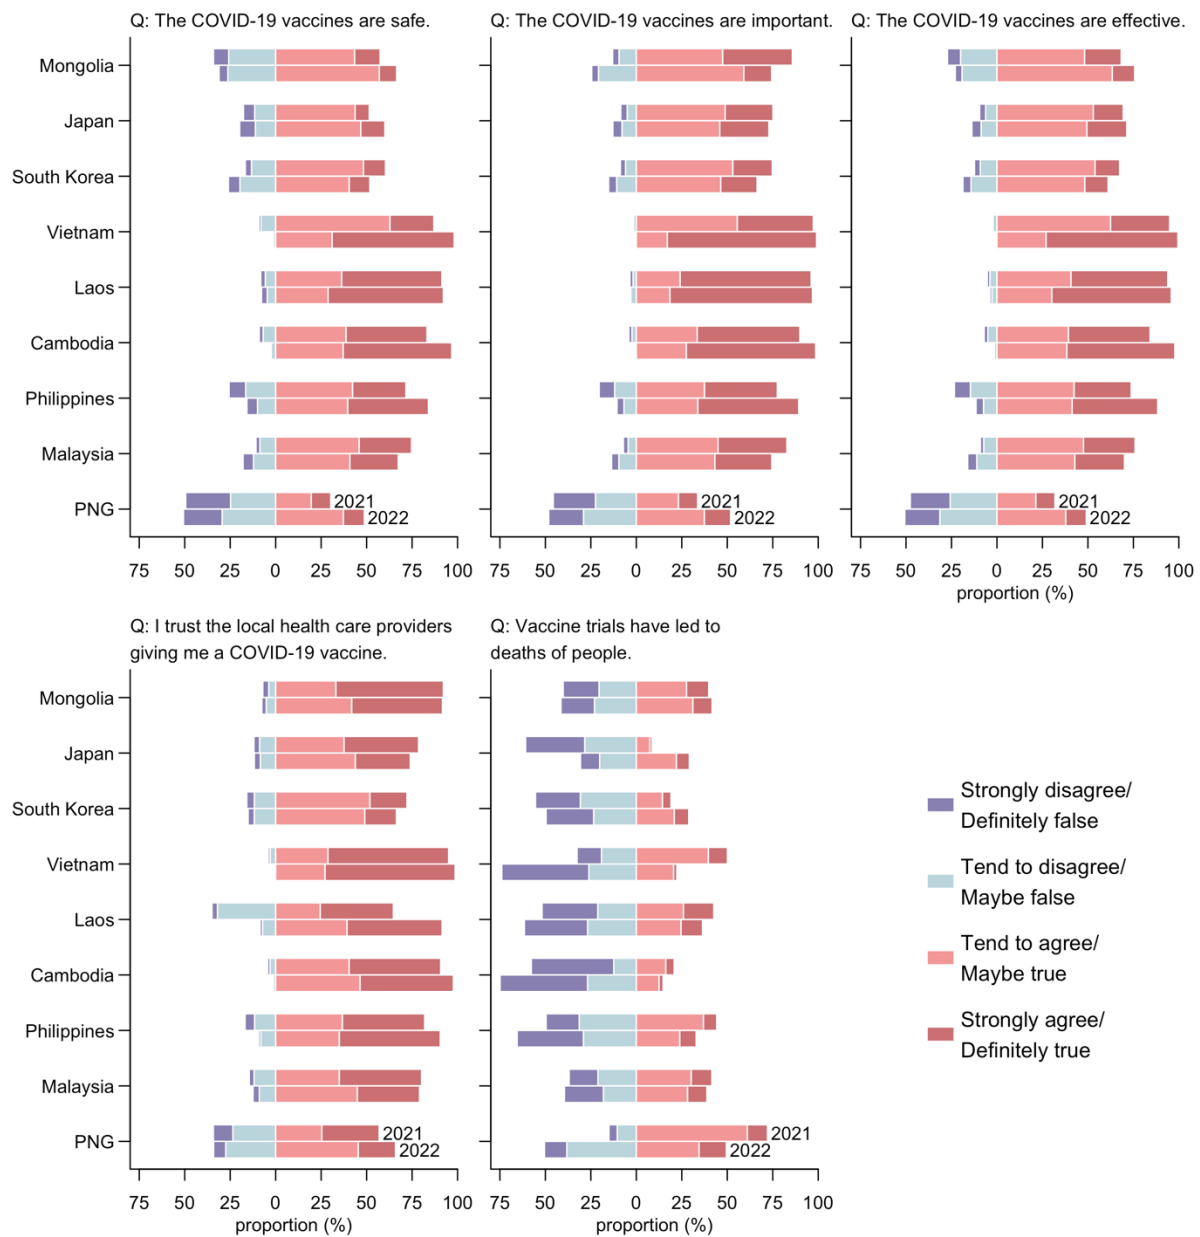 Q: The COVID-19 vaccines are safe.
Q: The COVID-19 vaccines are important.
Q: The COVID-19 vaccines are effective.
Mongolia
Japan
South Korea
Vietnam
Laos
Cambodia
Philippines
Malaysia
PNG
2021
2022
2021
2022
2021
2022
75 50 25 0 25 50 75 100
75 50 25 0 25 50 75 100
75 50 25 0 25 50 75 100
proportion (%)
Q: I trust the local health care providers
giving me a COVID-19 vaccine.
Q: Vaccine trials have led to
deaths of people.
Mongolia
Japan
South Korea
Vietnam
Laos
Cambodia
Philippines
Malaysia
PNG
2021
2022
2021
2022
75 50 25 0 25 50 75 100
proportion (%)
75 50 25 0 25 50 75 100
proportion (%)
Strongly disagree/
Definitely false
Tend to disagree/
Maybe false
Tend to agree/
Maybe true
Strongly agree/
Definitely true